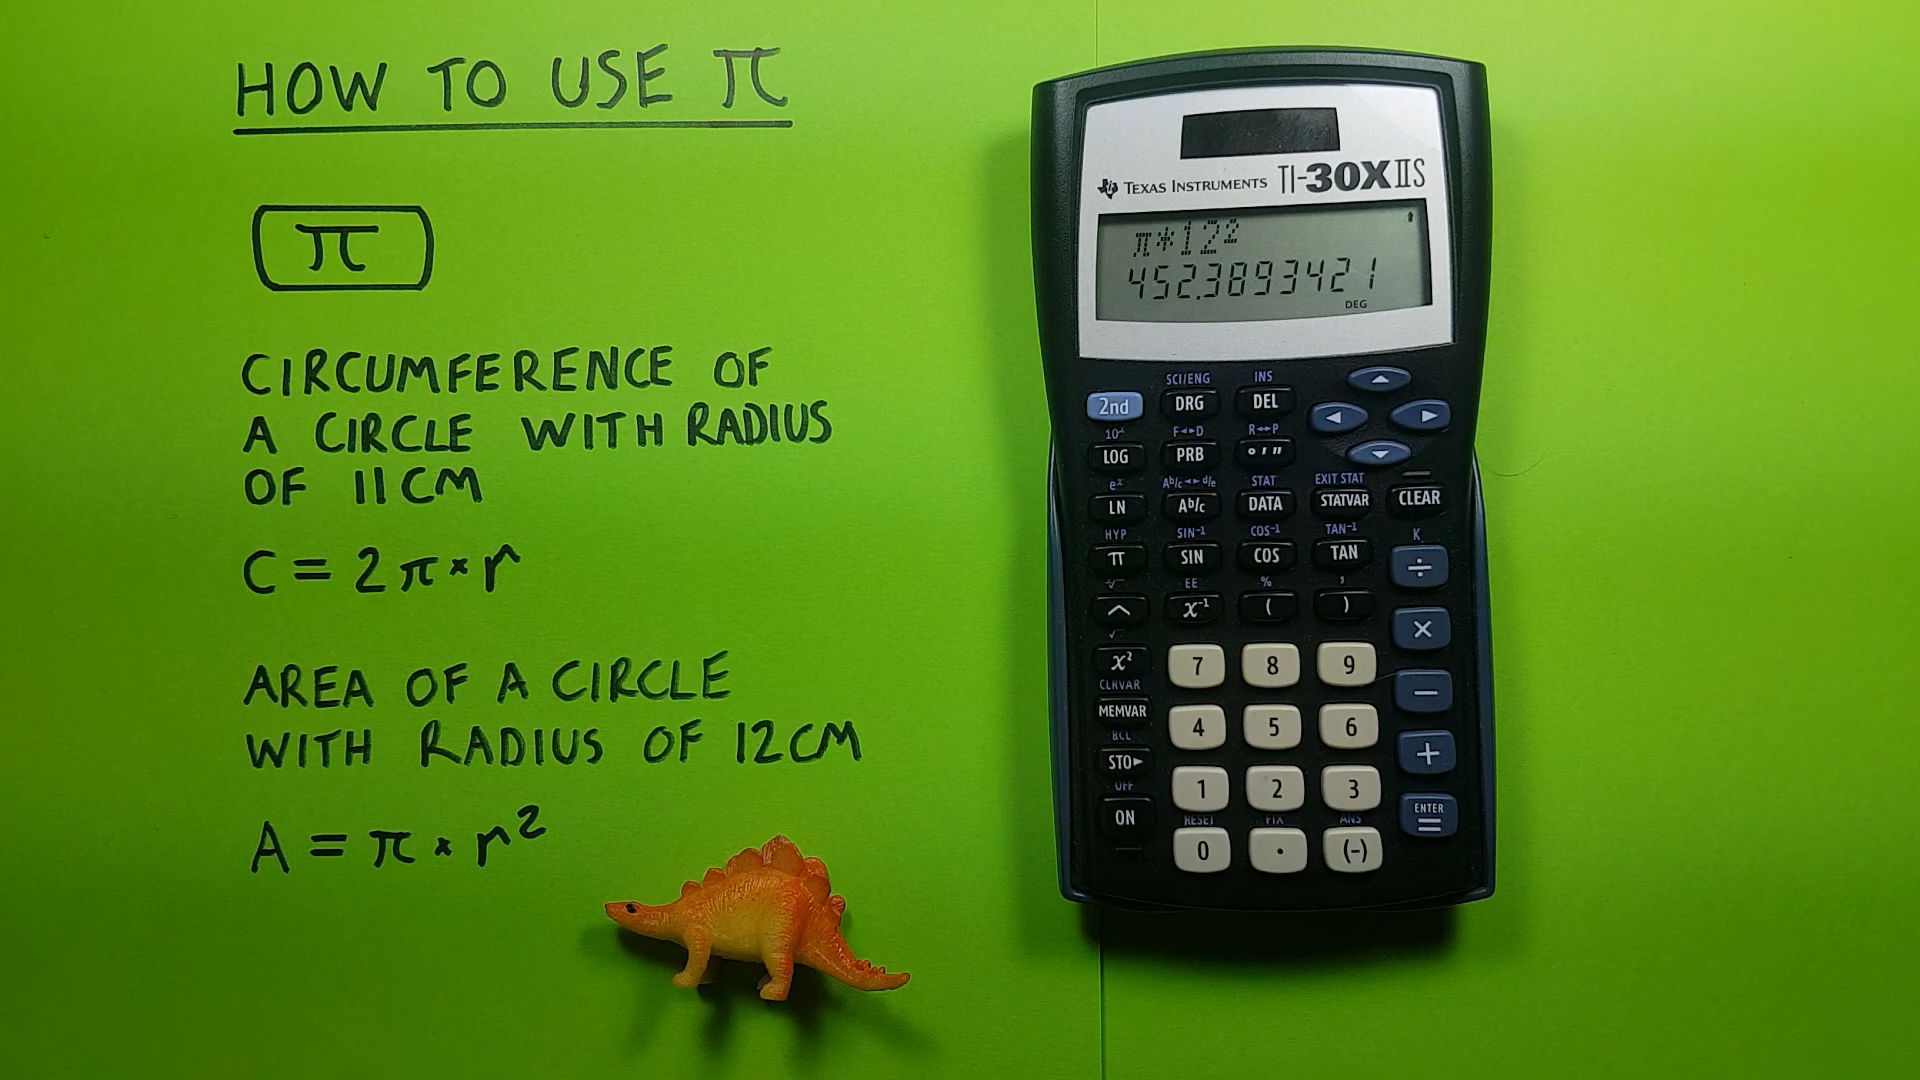 HOW TO USE π
π
CIRCUMFERENCE OF
A CIRCLE WITH RADIUS
OF 11CM
C = 2π × r
AREA OF A CIRCLE
WITH RADIUS OF 12CM
A = π × r²
TEXAS INSTRUMENTS TI-30XIIS
π*12²
452.3893421
DEG
SCI/ENG INS
2nd DRG DEL
10ˣ F◄►D R◄►P
LOG PRB ° ' "
eˣ Ab/c◄►d/e STAT EXIT STAT
LN Ab/c DATA STATVAR CLEAR
HYP SIN⁻¹ COS⁻¹ TAN⁻¹ K
π SIN COS TAN ÷
ˣ√ EE % ,
^ x⁻¹ ( ) ×
√
x² 7 8 9 −
CLRVAR
MEMVAR 4 5 6 +
RCL
STO► 1 2 3 ENTER =
OFF RESET FIX ANS
ON 0 . (-)